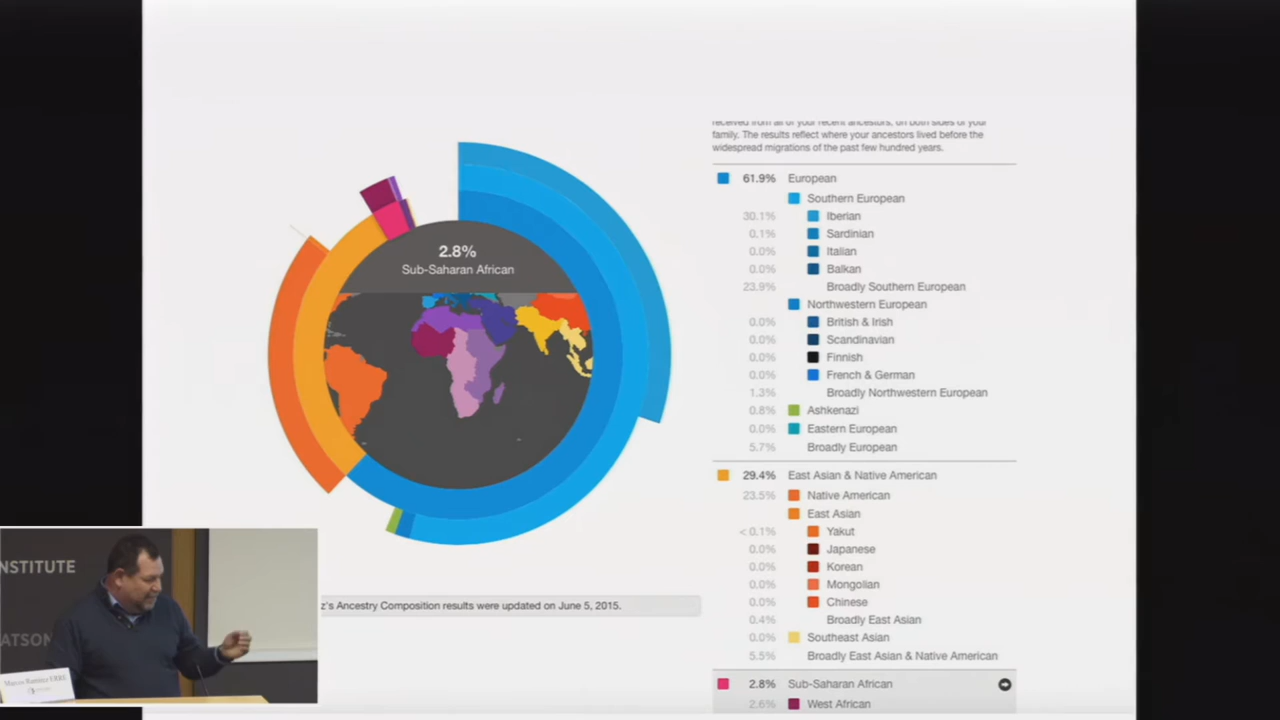 received from all of your recent ancestors, on both sides of your
family. The results reflect where your ancestors lived before the
widespread migrations of the past few hundred years.
61.9% European
Southern European
30.1% Iberian
0.1% Sardinian
0.0% Italian
0.0% Balkan
23.9% Broadly Southern European
Northwestern European
0.0% British & Irish
0.0% Scandinavian
0.0% Finnish
0.0% French & German
1.3% Broadly Northwestern European
0.8% Ashkenazi
0.0% Eastern European
5.7% Broadly European
29.4% East Asian & Native American
23.5% Native American
East Asian
< 0.1% Yakut
0.0% Japanese
0.0% Korean
0.0% Mongolian
0.0% Chinese
0.4% Broadly East Asian
0.0% Southeast Asian
5.5% Broadly East Asian & Native American
2.8% Sub-Saharan African
2.6% West African
2.8%
Sub-Saharan African
z's Ancestry Composition results were updated on June 5, 2015.
NSTITUTE
ATSON
Marcos Ramírez ERRE